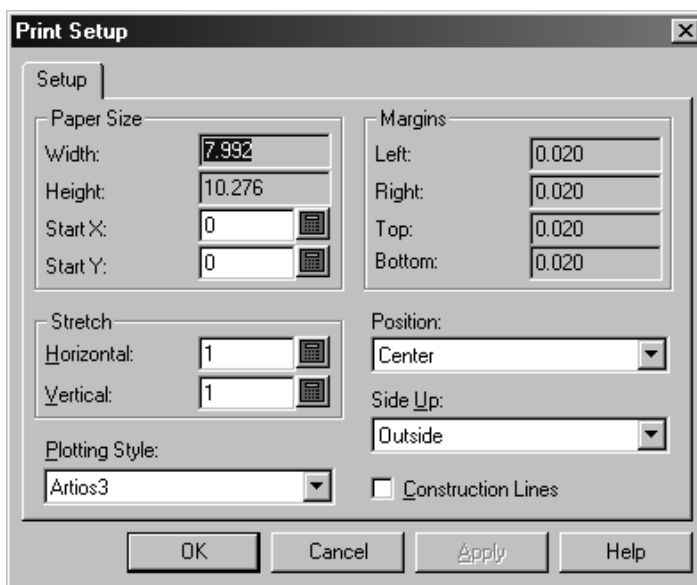 Print Setup
Setup
Paper Size
Width: 7.992
Height: 10.276
Start X: 0
Start Y: 0
Margins
Left: 0.020
Right: 0.020
Top: 0.020
Bottom: 0.020
Stretch
Horizontal: 1
Vertical: 1
Position:
Center
Side Up:
Outside
Plotting Style:
Artios3
Construction Lines
OK Cancel Apply Help